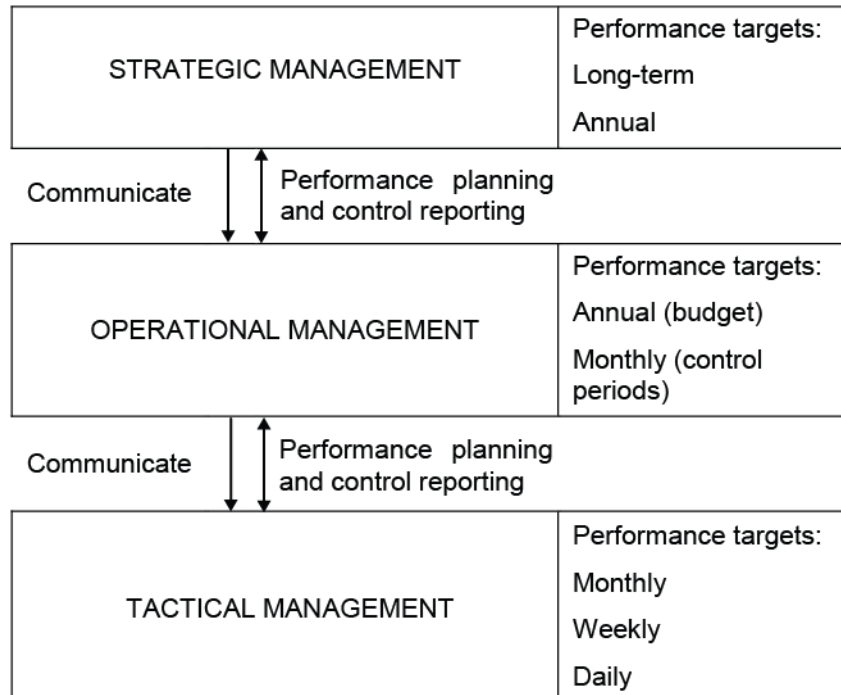 STRATEGIC MANAGEMENT
Performance targets:
Long-term
Annual
Communicate
Performance planning
and control reporting
OPERATIONAL MANAGEMENT
Performance targets:
Annual (budget)
Monthly (control
periods)
Communicate
Performance planning
and control reporting
TACTICAL MANAGEMENT
Performance targets:
Monthly
Weekly
Daily